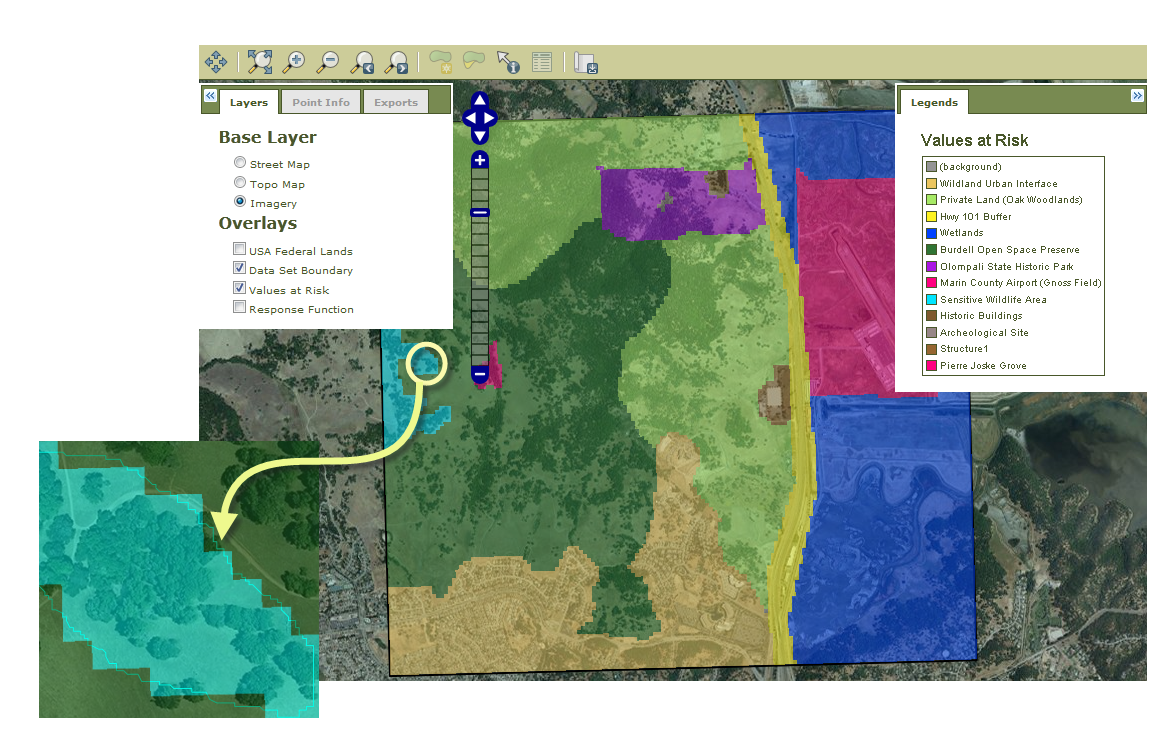 Layers
Point Info
Exports
Base Layer
Street Map
Topo Map
Imagery
Overlays
USA Federal Lands
Data Set Boundary
Values at Risk
Response Function
Legends
Values at Risk
(background)
Wildland Urban Interface
Private Land (Oak Woodlands)
Hwy 101 Buffer
Wetlands
Burdell Open Space Preserve
Olompali State Historic Park
Marin County Airport (Gnoss Field)
Sensitive Wildlife Area
Historic Buildings
Archeological Site
Structure1
Pierre Joske Grove